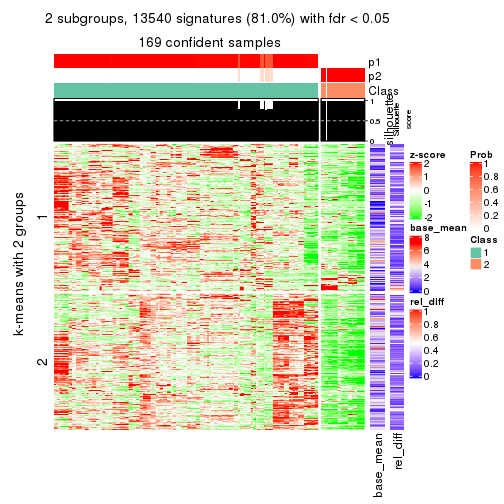 2 subgroups, 13540 signatures (81.0%) with fdr < 0.05
169 confident samples
p1
p2
Class
1
0.5
0
silhouette
Silhouette
score
k-means with 2 groups
1
2
z-score
2
1
0
-1
-2
base_mean
8
6
4
2
0
rel_diff
1
0.8
0.6
0.4
0.2
0
Prob
1
0.8
0.6
0.4
0.2
0
Class
1
2
base_mean
rel_diff